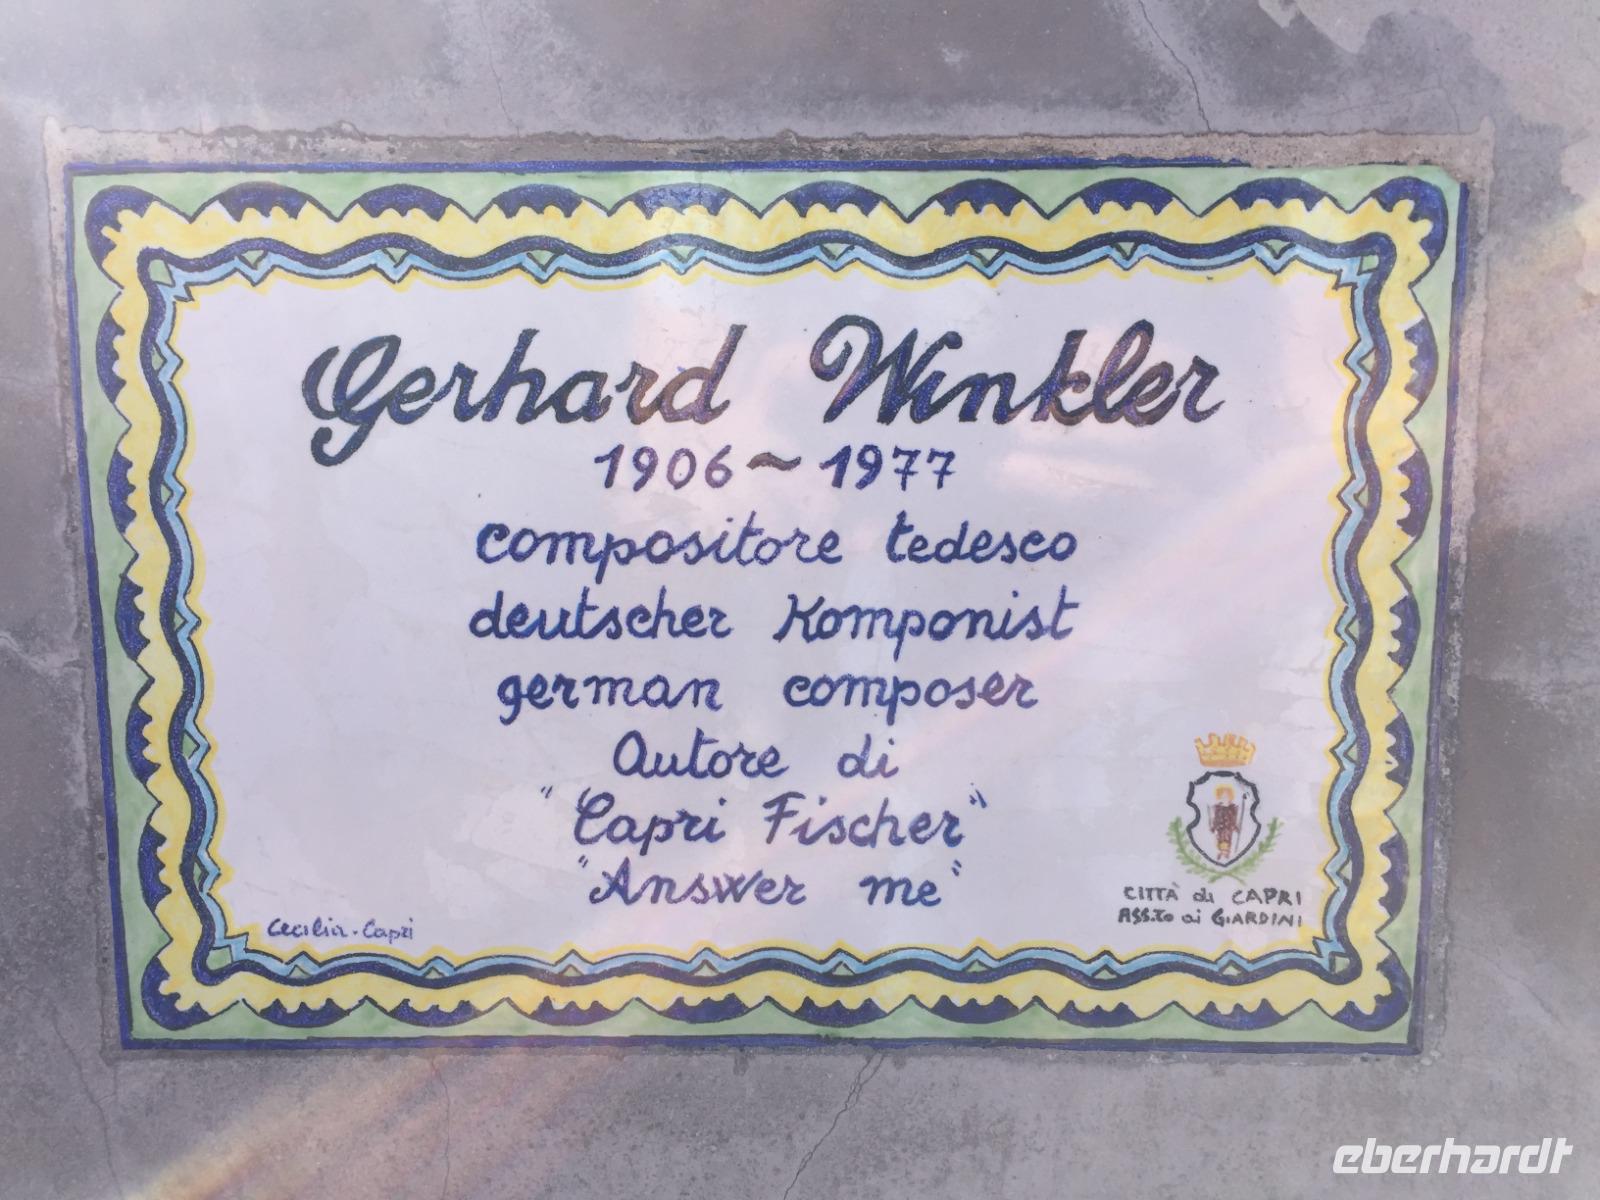 Gerhard Winkler
1906 ~ 1977
compositore tedesco
deutscher Komponist
german composer
Autore di
"Capri Fischer"
"Answer me"
CITTÀ di CAPRI
ASS.TO ai GIARDINI
Cecilia - Capri
eberhardt